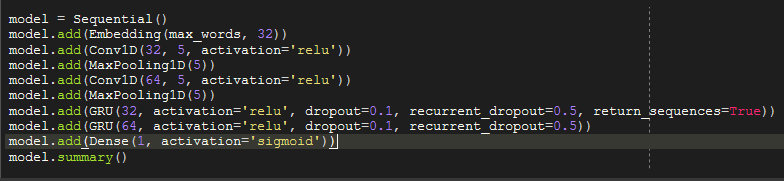 model = Sequential()
model.add(Embedding(max_words, 32))
model.add(Conv1D(32, 5, activation='relu'))
model.add(MaxPooling1D(5))
model.add(Conv1D(64, 5, activation='relu'))
model.add(MaxPooling1D(5))
model.add(GRU(32, activation='relu', dropout=0.1, recurrent_dropout=0.5, return_sequences=True))
model.add(GRU(64, activation='relu', dropout=0.1, recurrent_dropout=0.5))
model.add(Dense(1, activation='sigmoid'))
model.summary()